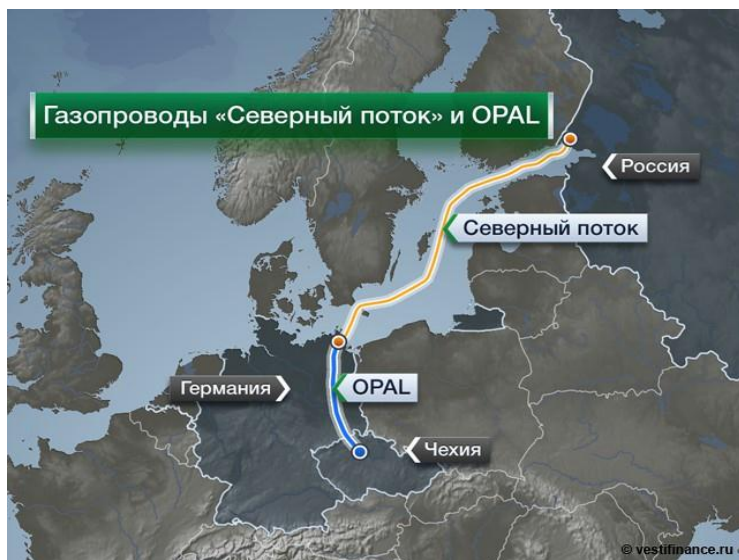 Газопроводы «Северный поток» и OPAL
Россия
Северный поток
Германия
OPAL
Чехия
© vestifinance.ru